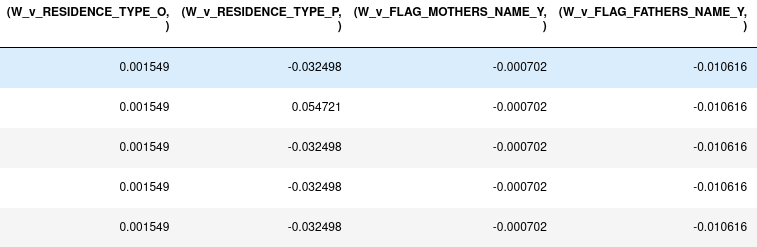 (W_v_RESIDENCE_TYPE_O, (W_v_RESIDENCE_TYPE_P, (W_v_FLAG_MOTHERS_NAME_Y, (W_v_FLAG_FATHERS_NAME_Y,
) ) ) )
0.001549 -0.032498 -0.000702 -0.010616
0.001549 0.054721 -0.000702 -0.010616
0.001549 -0.032498 -0.000702 -0.010616
0.001549 -0.032498 -0.000702 -0.010616
0.001549 -0.032498 -0.000702 -0.010616